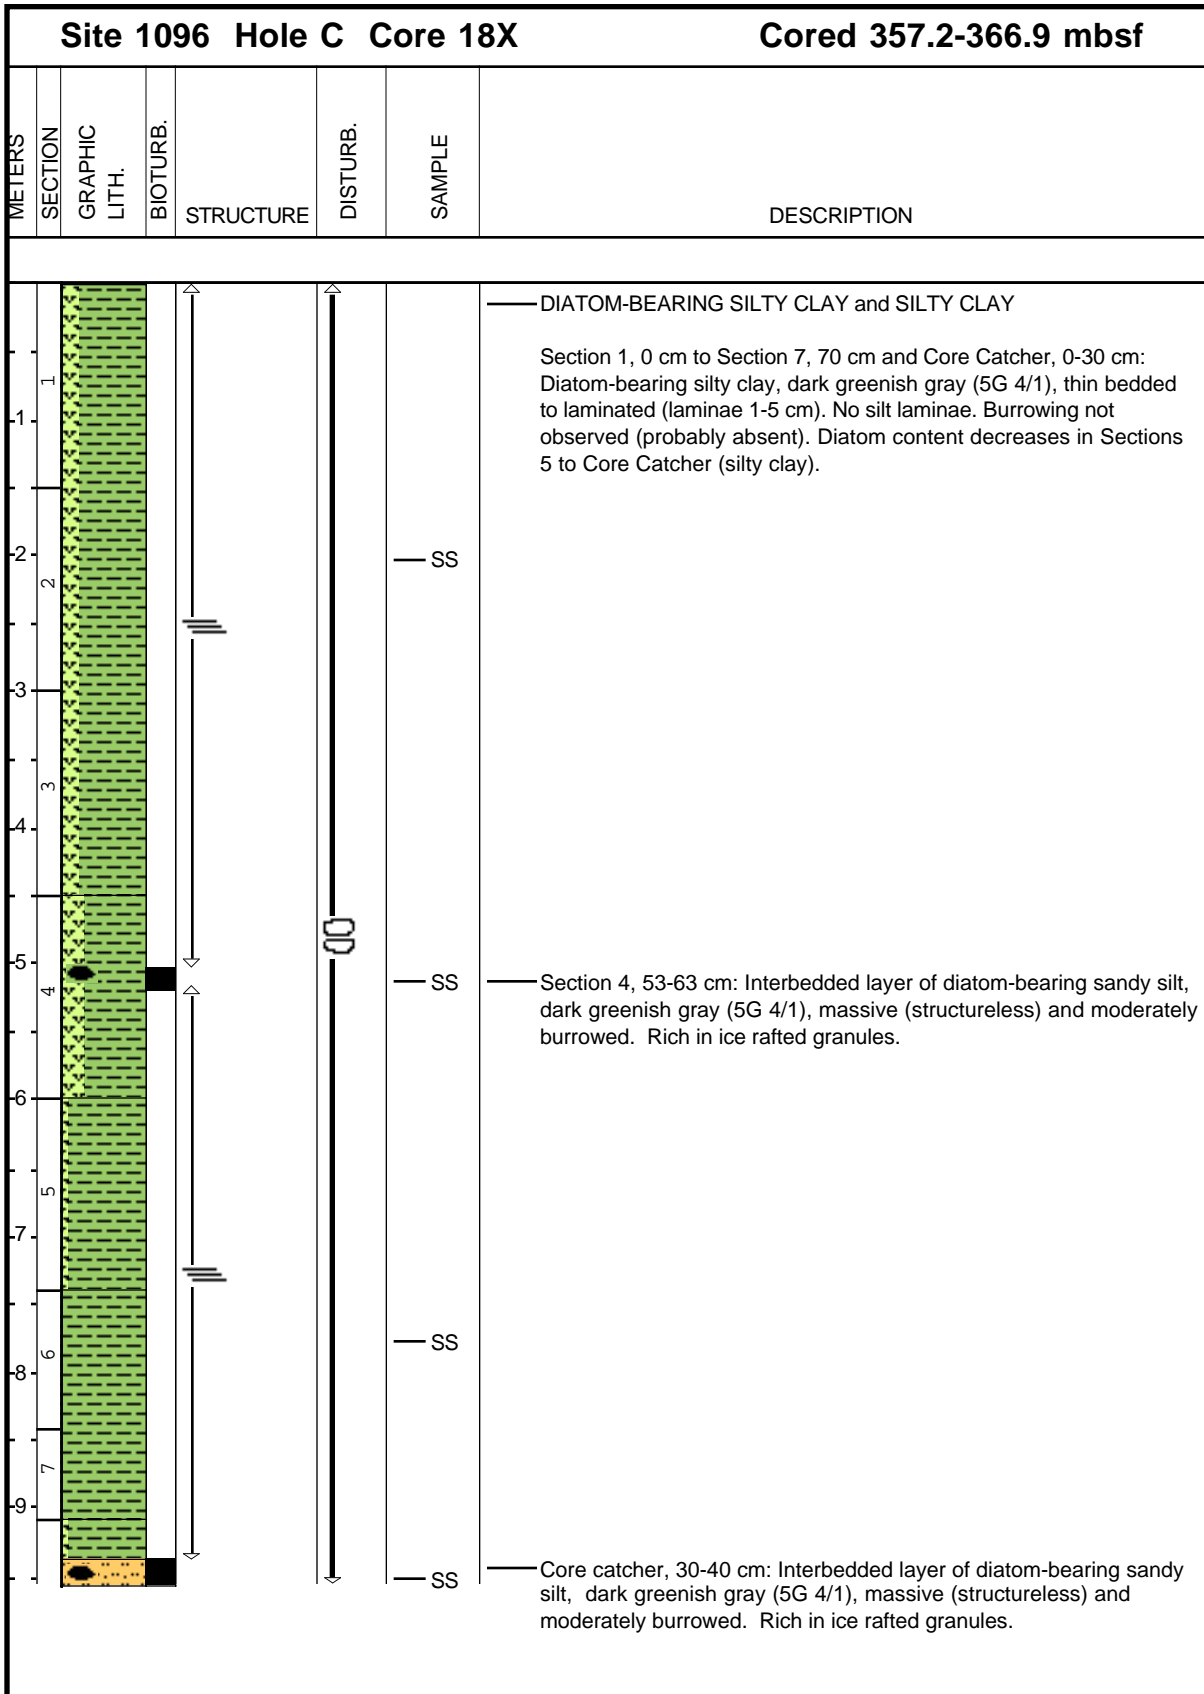 Site 1096 Hole C Core 18X Cored 357.2-366.9 mbsf
METERS
SECTION
GRAPHIC LITH.
BIOTURB.
STRUCTURE
DISTURB.
SAMPLE
DESCRIPTION
DIATOM-BEARING SILTY CLAY and SILTY CLAY
Section 1, 0 cm to Section 7, 70 cm and Core Catcher, 0-30 cm:
Diatom-bearing silty clay, dark greenish gray (5G 4/1), thin bedded
to laminated (laminae 1-5 cm). No silt laminae. Burrowing not
observed (probably absent). Diatom content decreases in Sections
5 to Core Catcher (silty clay).
1
1
2
2
SS
3
3
4
5
4
SS
Section 4, 53-63 cm: Interbedded layer of diatom-bearing sandy silt,
dark greenish gray (5G 4/1), massive (structureless) and moderately
burrowed. Rich in ice rafted granules.
6
5
7
6
SS
8
7
9
SS
Core catcher, 30-40 cm: Interbedded layer of diatom-bearing sandy
silt, dark greenish gray (5G 4/1), massive (structureless) and
moderately burrowed. Rich in ice rafted granules.